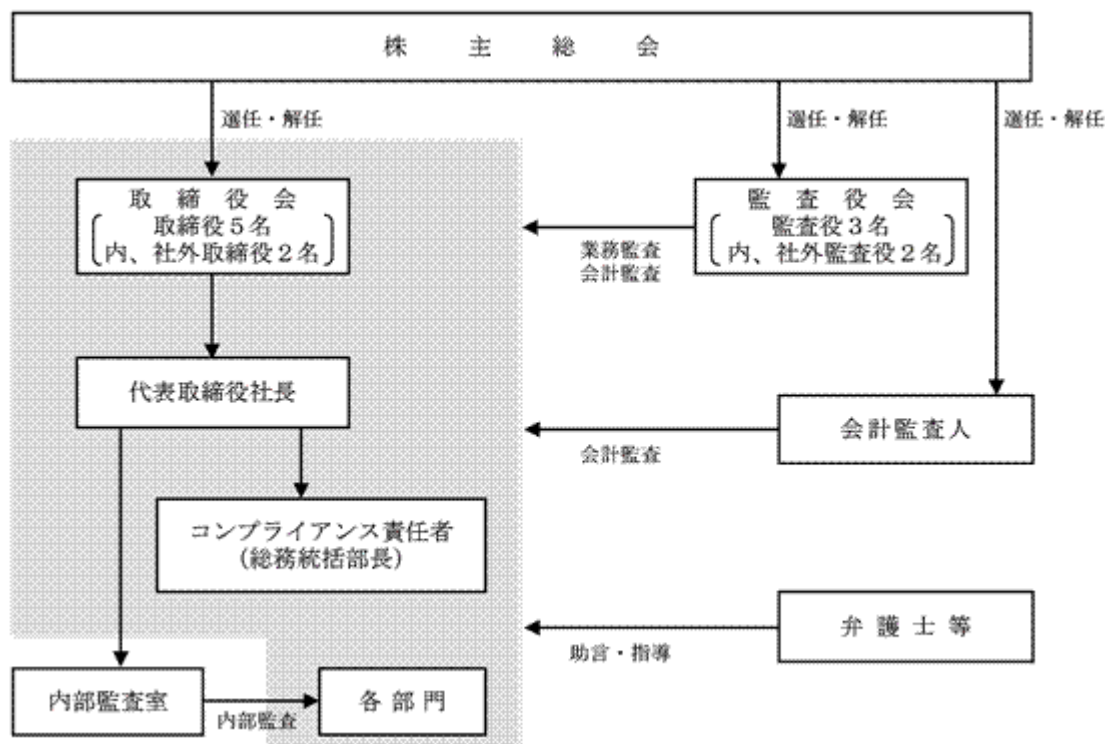 株主総会
選任・解任
選任・解任
選任・解任
取締役会
取締役5名
内、社外取締役2名
監査役会
監査役3名
内、社外監査役2名
業務監査
会計監査
代表取締役社長
会計監査人
会計監査
コンプライアンス責任者
(総務統括部長)
弁護士等
助言・指導
内部監査室
内部監査
各部門